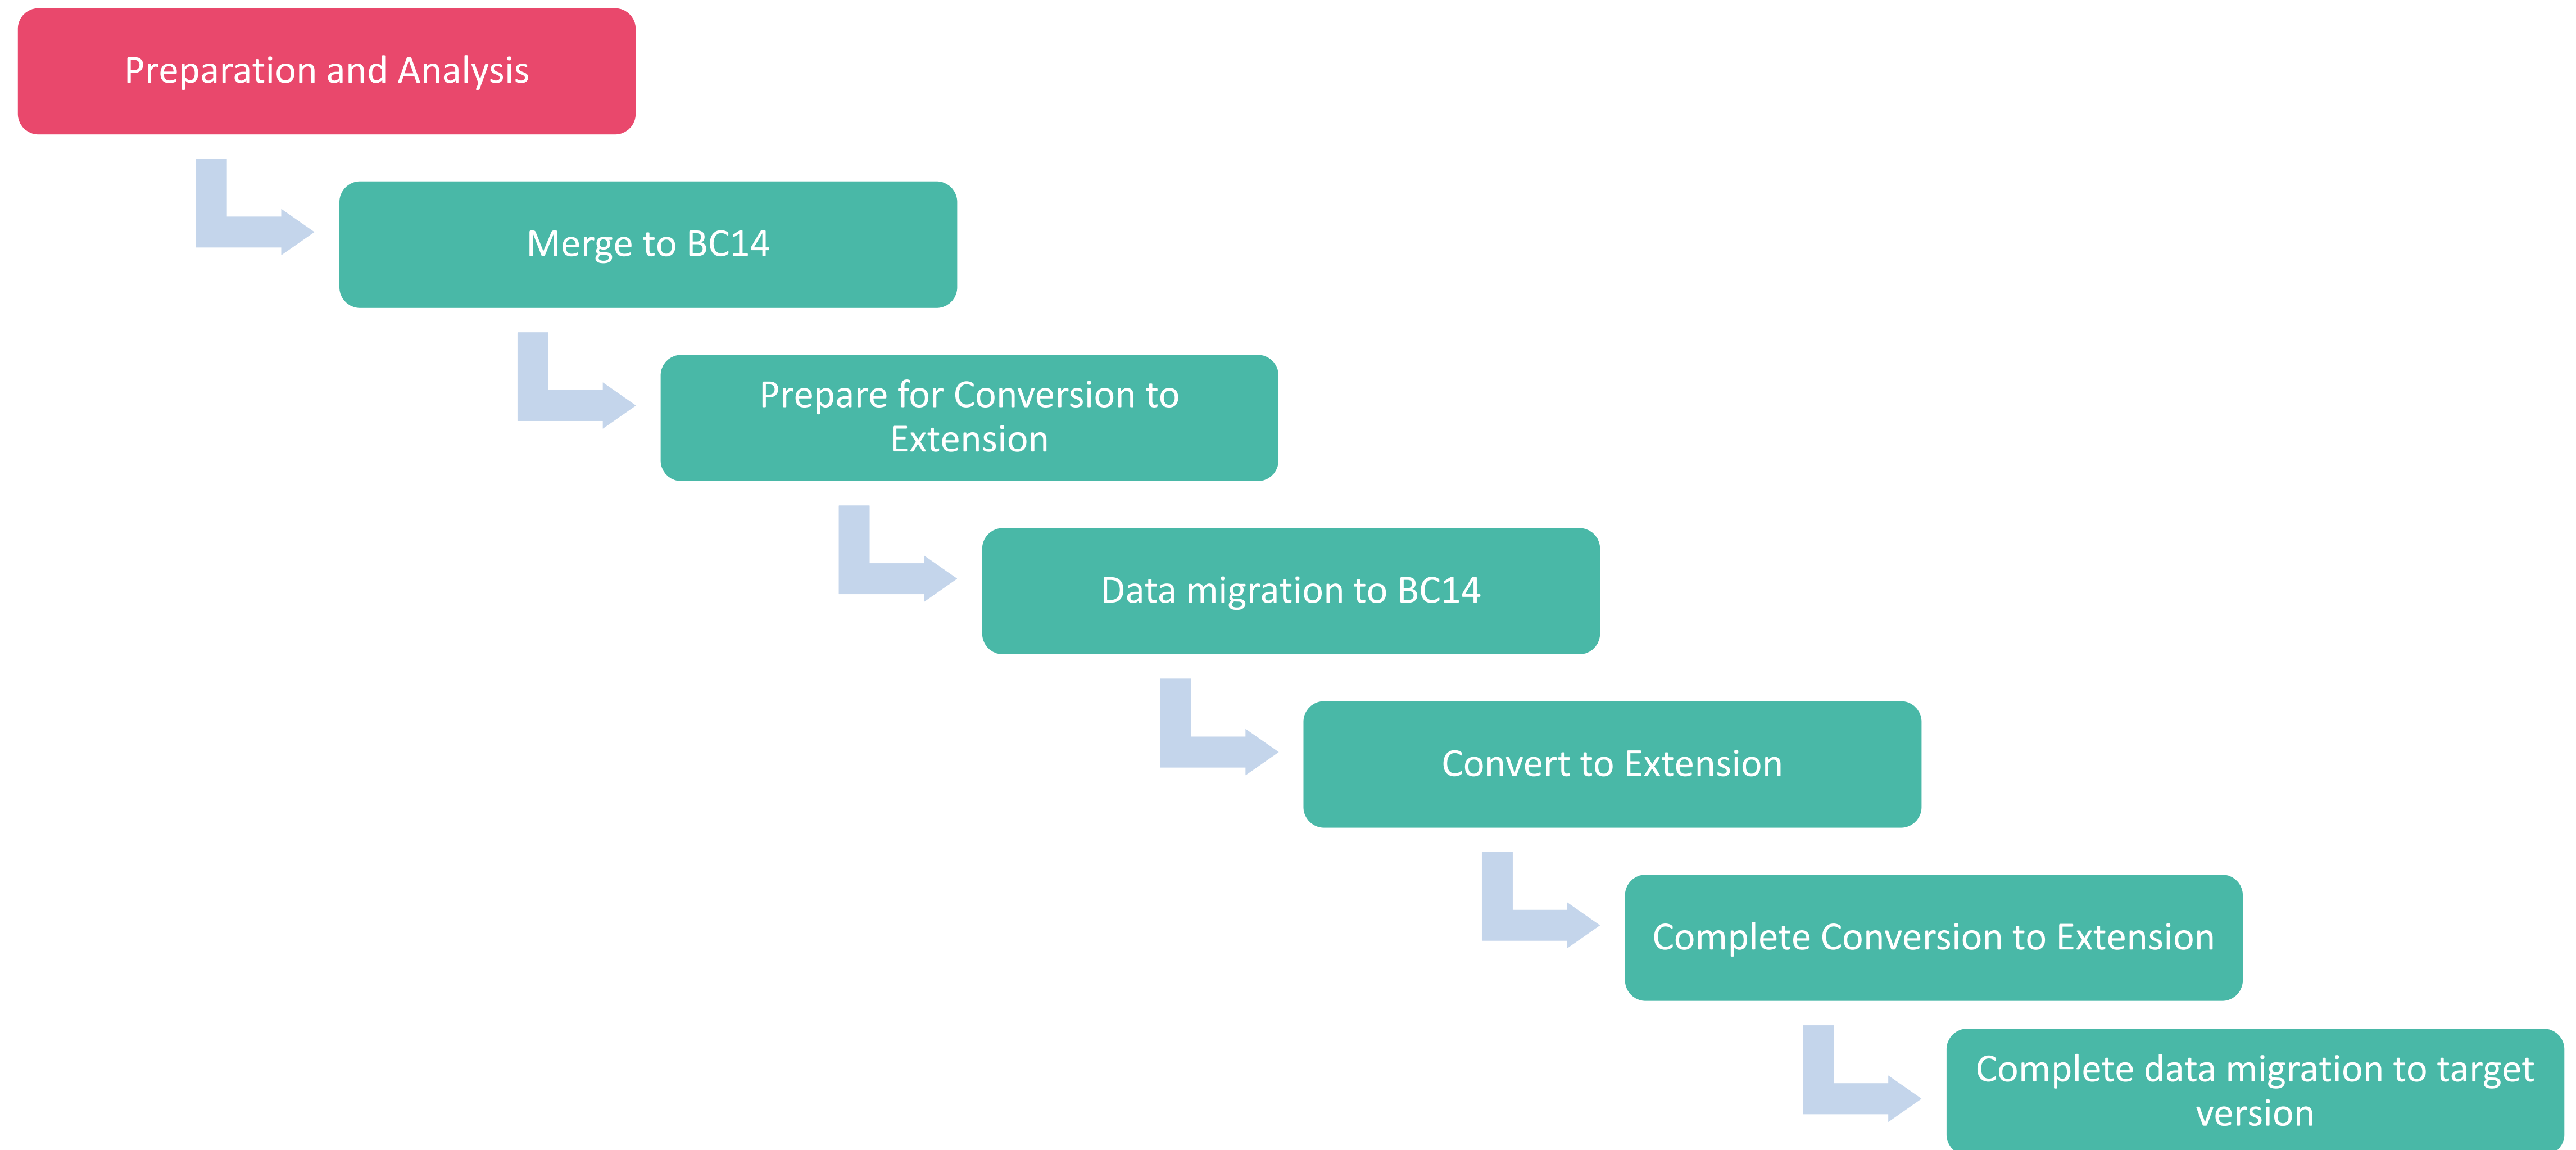 Preparation and Analysis
Merge to BC14
Prepare for Conversion to
Extension
Data migration to BC14
Convert to Extension
Complete Conversion to Extension
Complete data migration to target
version